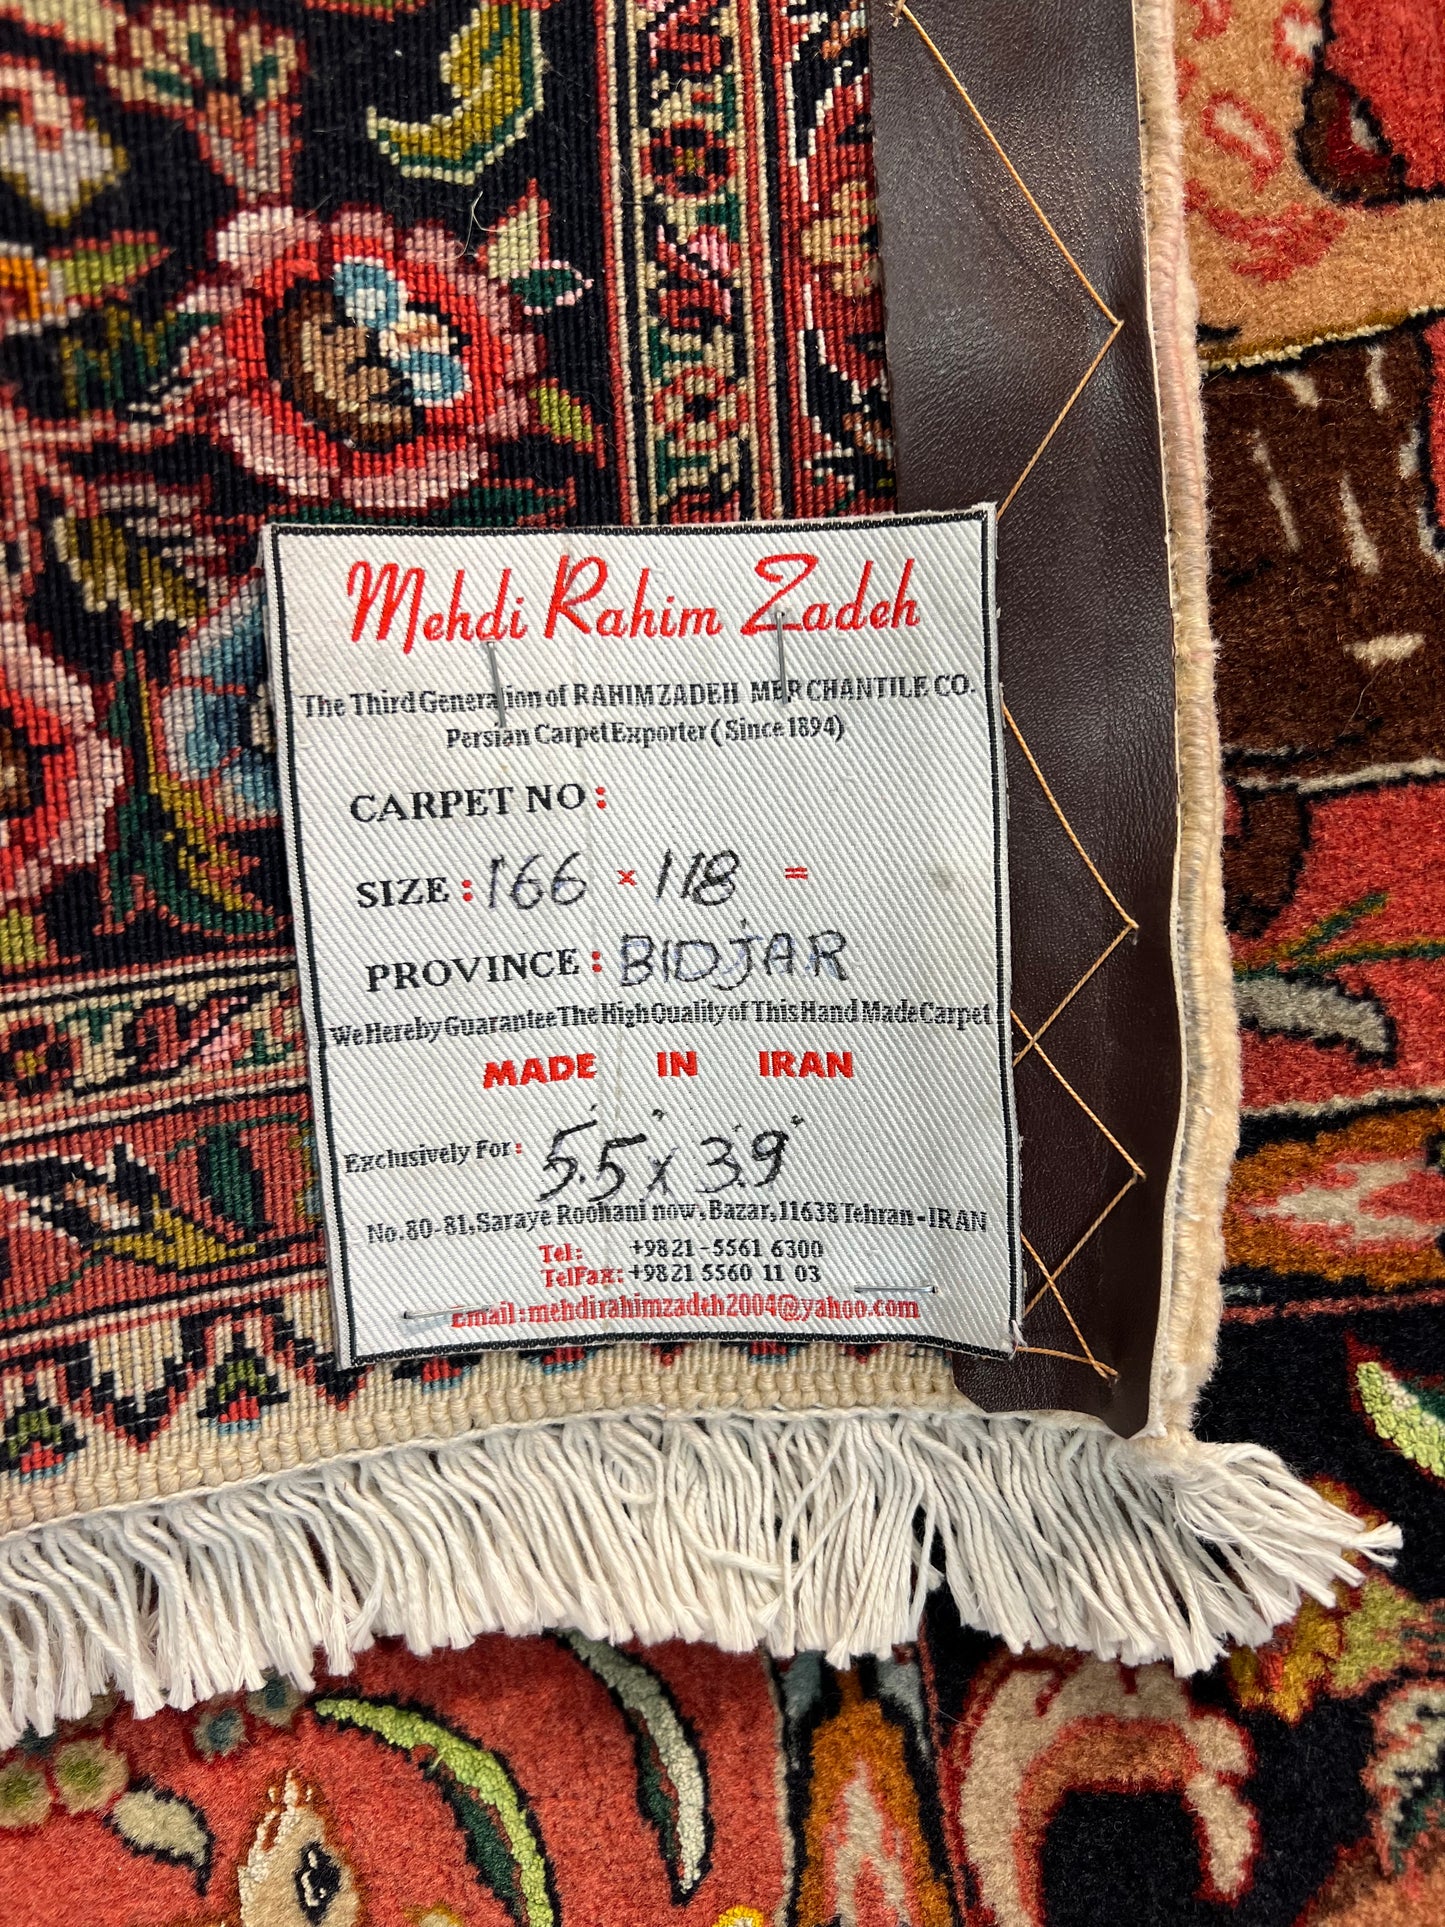 Mehdi Rahim Zadeh
The Third Generation of RAHIMZADEH MERCHANTILE CO.
Persian Carpet Exporter (Since 1894)
CARPET NO :
SIZE : 166 × 118 =
PROVINCE : BIDJAR
We Hereby Guarantee The High Quality of This Hand Made Carpet
MADE IN IRAN
Exclusively For : 5.'5" x 3.'9"
No.80-81,Saraye Roohani now,Bazar,11638 Tehran-IRAN
Tel: +9821-5561 6300
TelFax: +9821 5560 11 03
Email:mehdirahimzadeh2004@yahoo.com